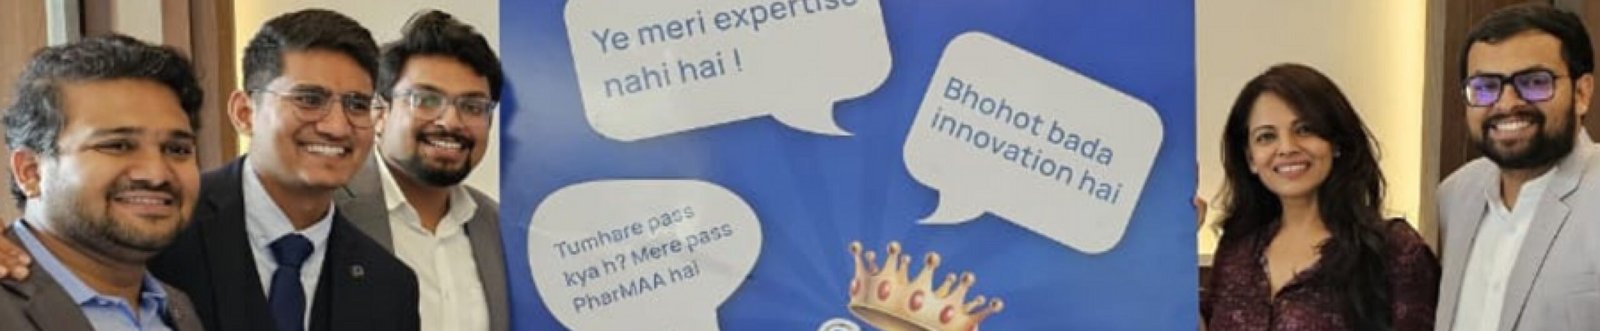 Ye meri expertise
nahi hai !
Bhohot bada
innovation hai
Tumhare pass
kya h? Mere pass
PharMAA hai